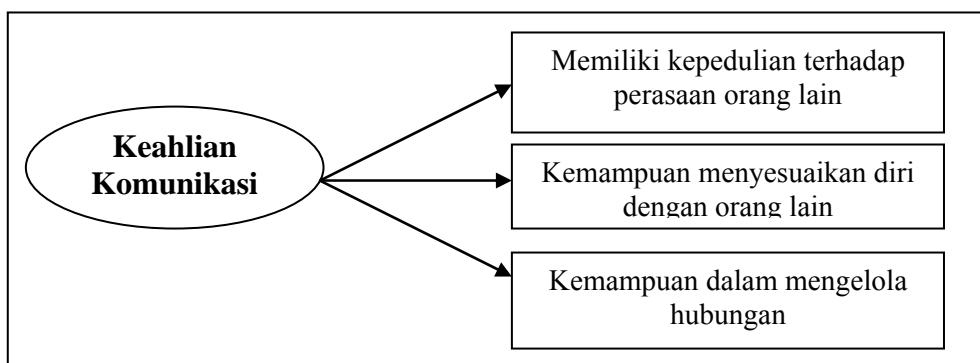 Keahlian
Komunikasi
Memiliki kepedulian terhadap
perasaan orang lain
Kemampuan menyesuaikan diri
dengan orang lain
Kemampuan dalam mengelola
hubungan